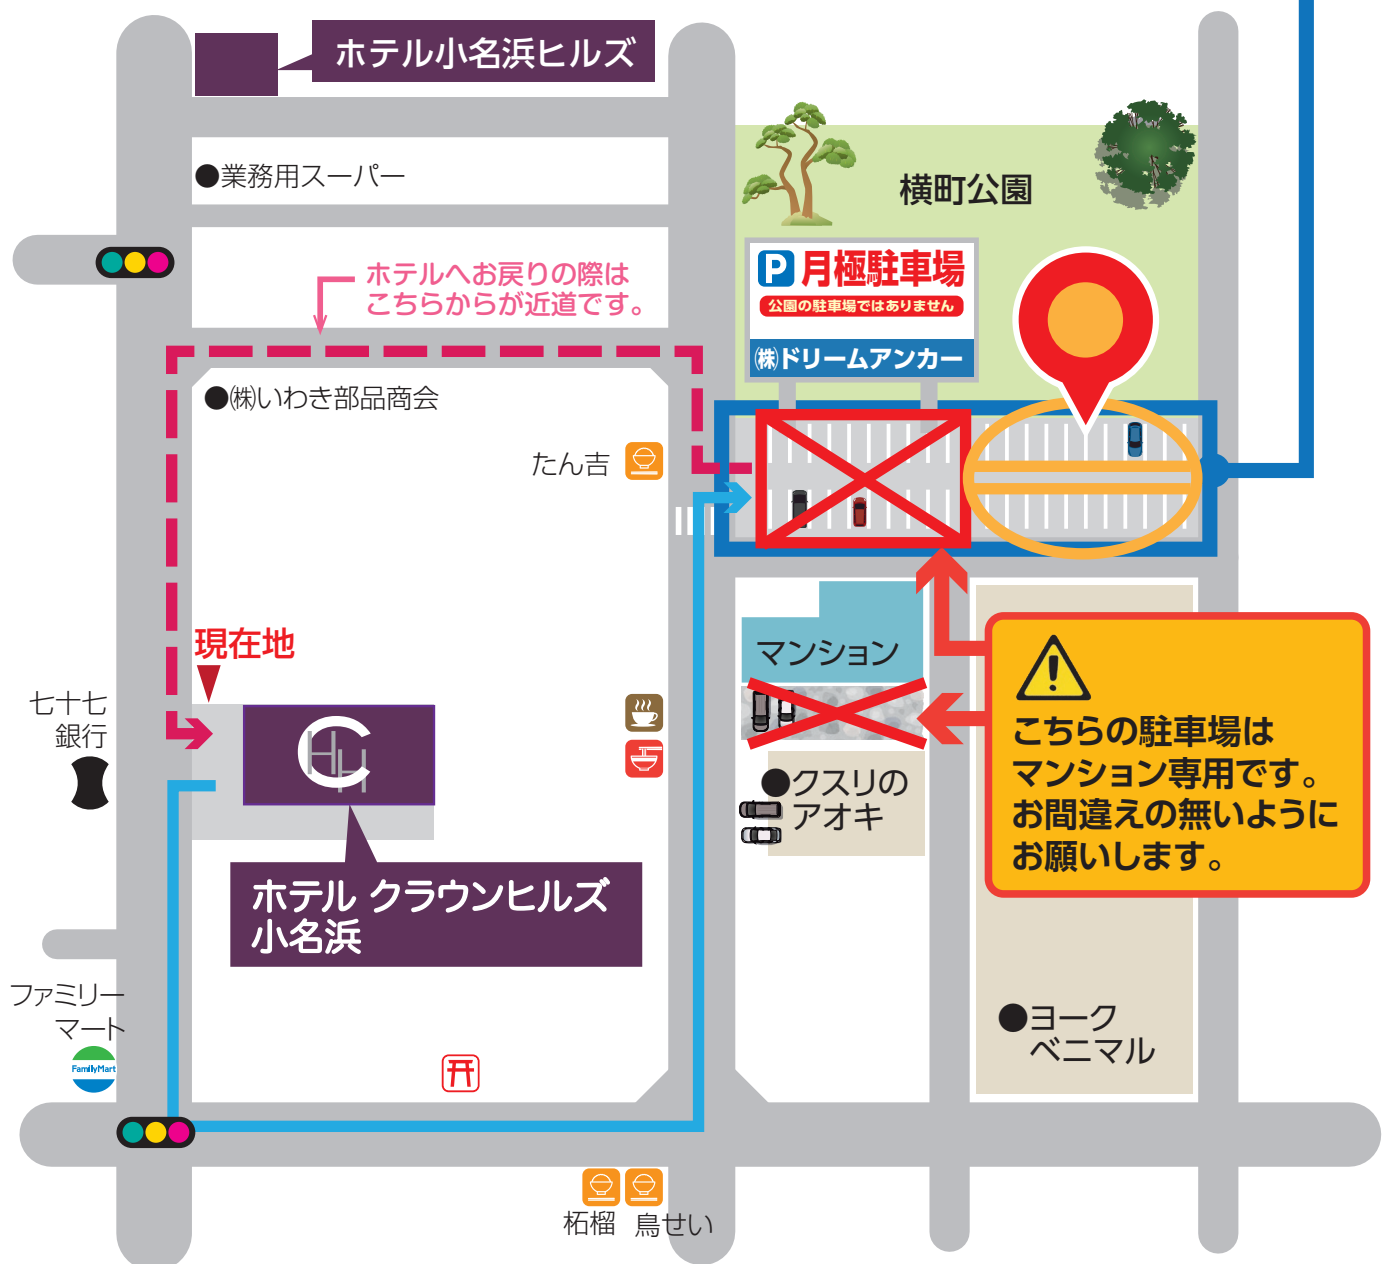 ホテル小名浜ヒルズ
●業務用スーパー
横町公園
P 月極駐車場
公園の駐車場ではありません
㈱ドリームアンカー
ホテルへお戻りの際は
こちらからが近道です。
●㈱いわき部品商会
たん吉
現在地
七十七
銀行
CHH
マンション
こちらの駐車場は
マンション専用です。
お間違えの無いように
お願いします。
●クスリの
アオキ
ホテル クラウンヒルズ
小名浜
ファミリー
マート
FamilyMart
●ヨーク
ベニマル
柘榴
鳥せい